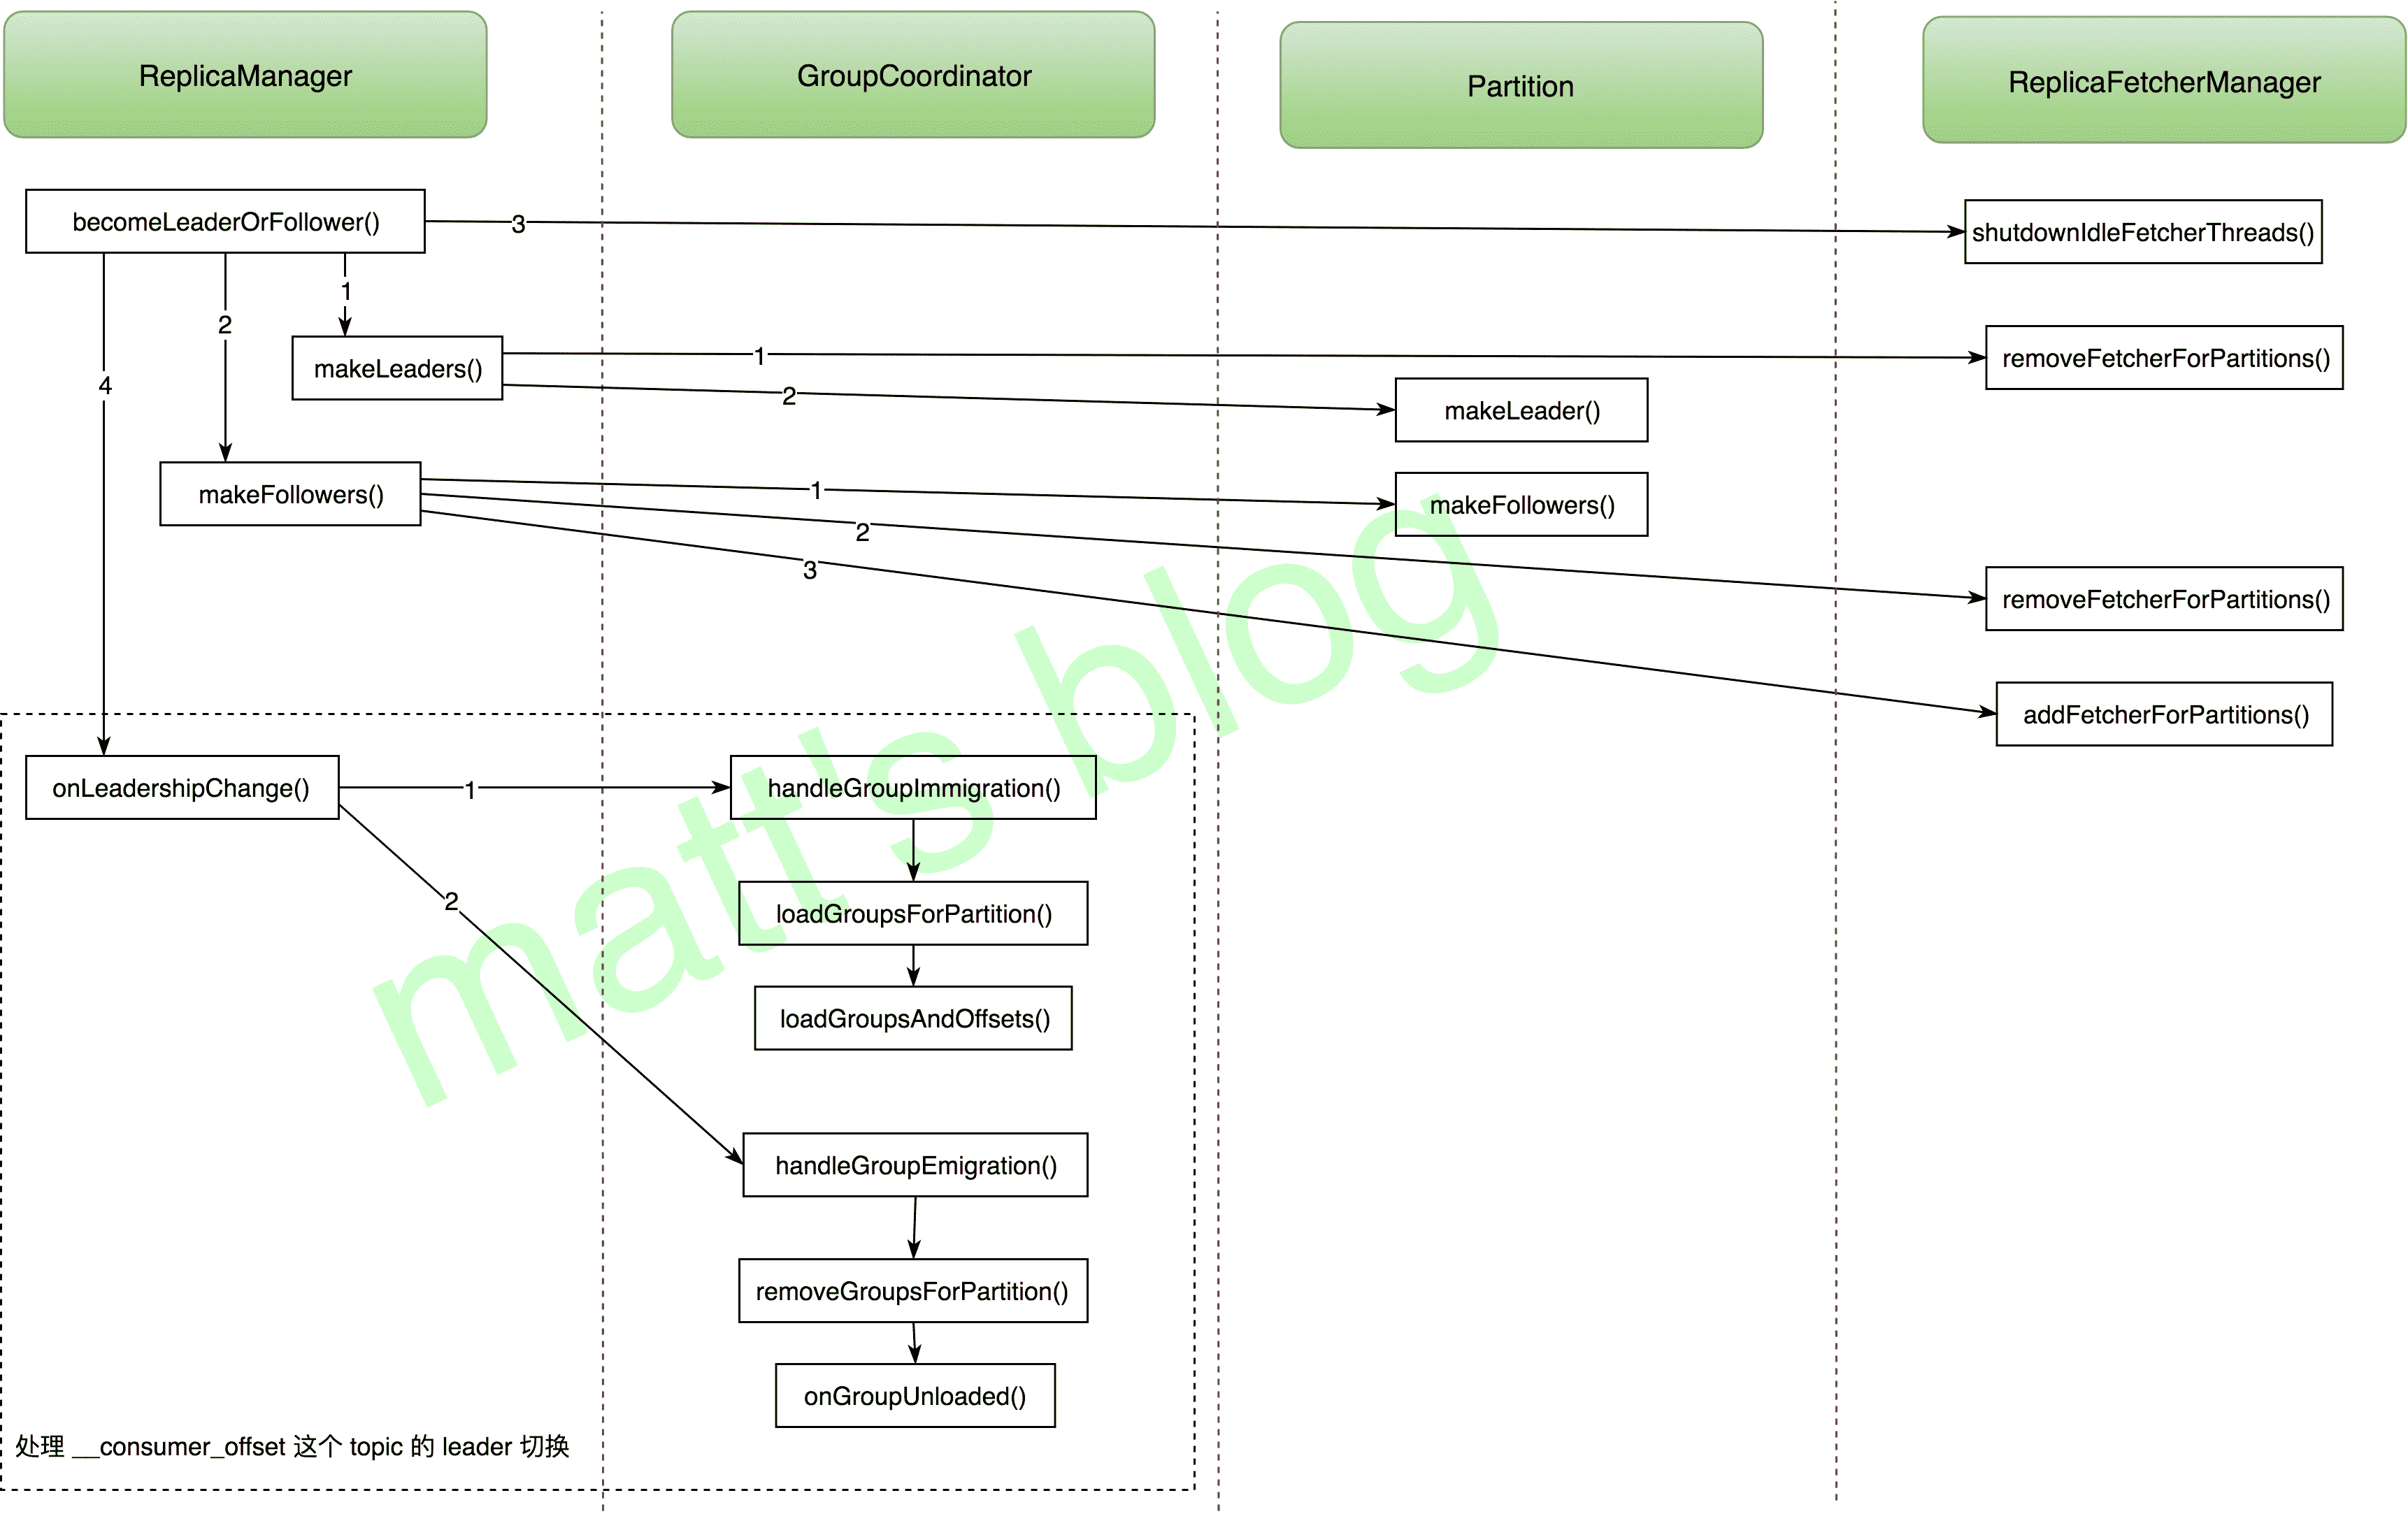 ReplicaManager
GroupCoordinator
Partition
ReplicaFetcherManager
becomeLeaderOrFollower()
3
shutdownIdleFetcherThreads()
1
2
4
makeLeaders()
1
removeFetcherForPartitions()
2
makeLeader()
makeFollowers()
1
makeFollowers()
2
removeFetcherForPartitions()
3
addFetcherForPartitions()
onLeadershipChange()
1
handleGroupImmigration()
2
loadGroupsForPartition()
loadGroupsAndOffsets()
handleGroupEmigration()
removeGroupsForPartition()
onGroupUnloaded()
处理 __consumer_offset 这个 topic 的 leader 切换
matt's blog